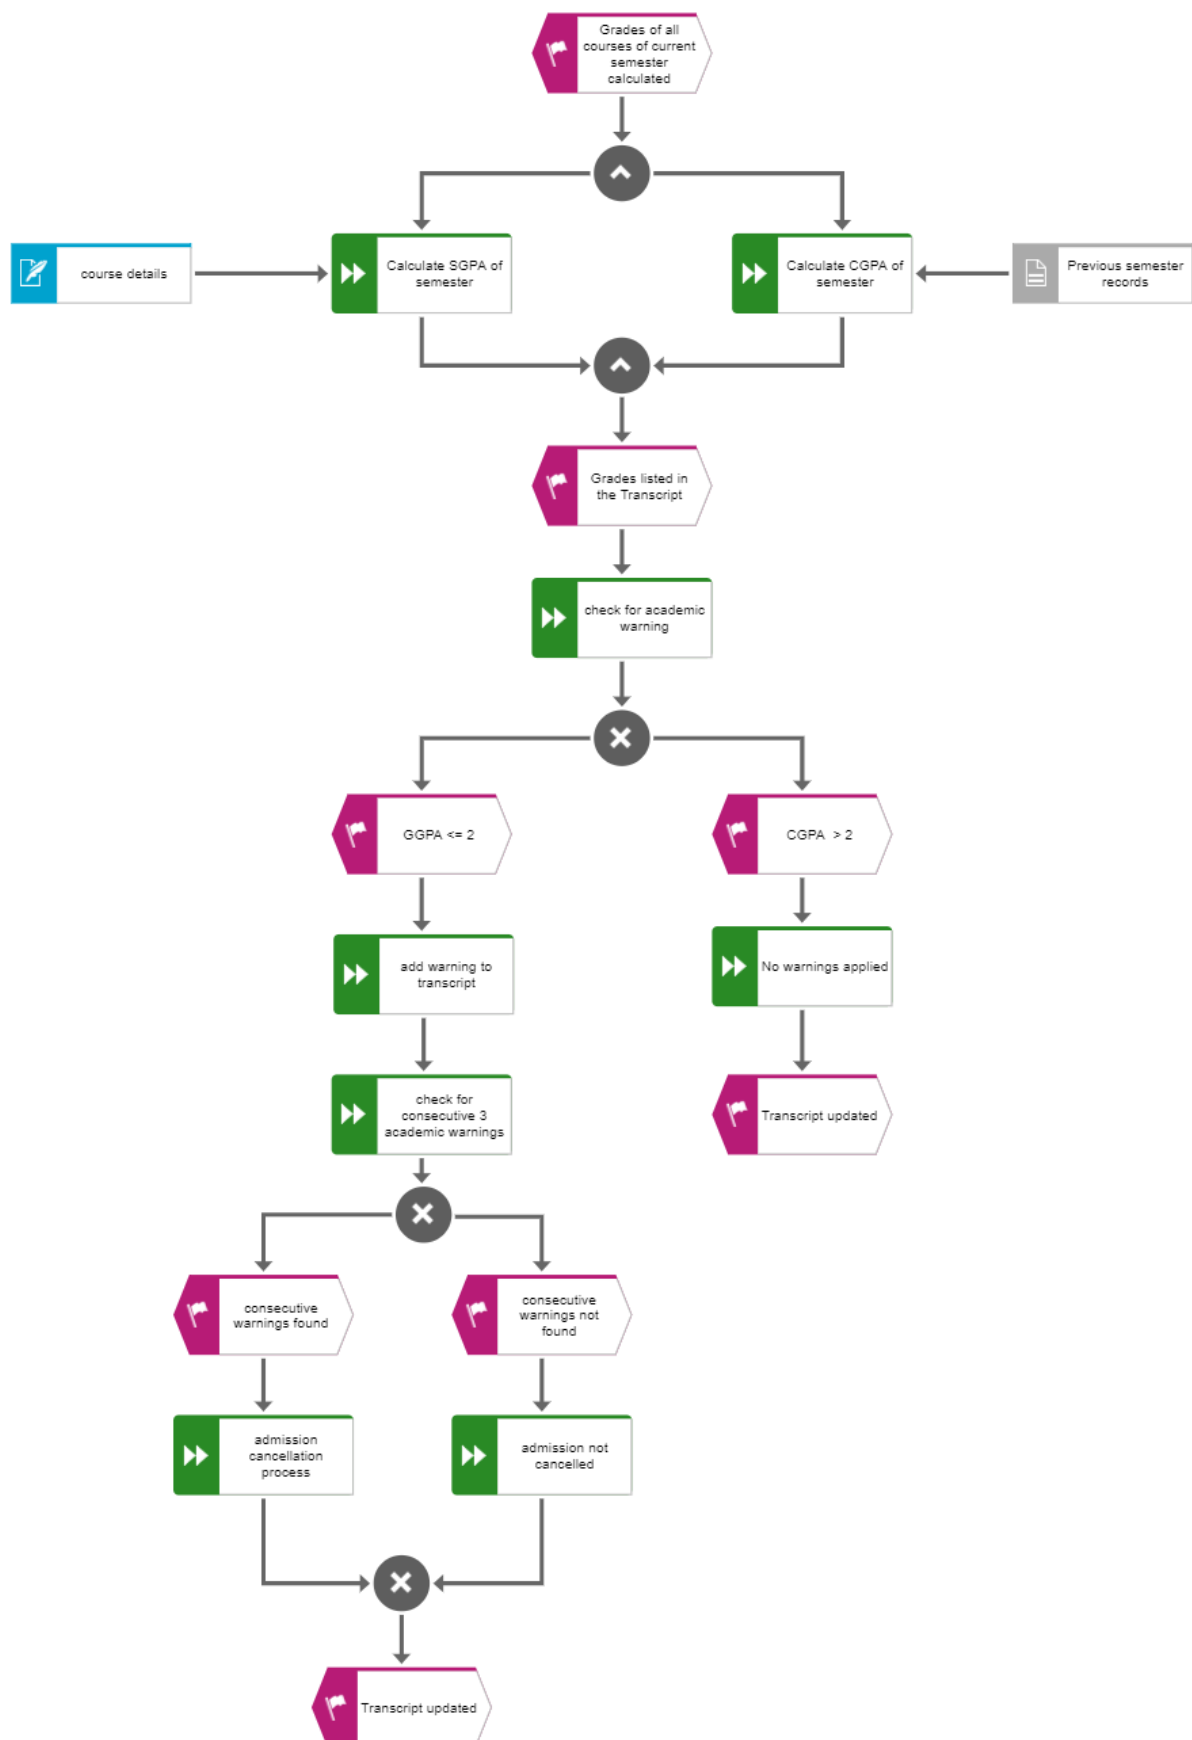 Grades of all
courses of current
semester
calculated
course details
Calculate SGPA of
semester
Calculate CGPA of
semester
Previous semester
records
Grades listed in
the Transcript
check for academic
warning
GGPA <= 2
CGPA > 2
add warning to
transcript
No warnings applied
check for
consecutive 3
academic warnings
Transcript updated
consecutive
warnings found
consecutive
warnings not
found
admission
cancellation
process
admission not
cancelled
Transcript updated